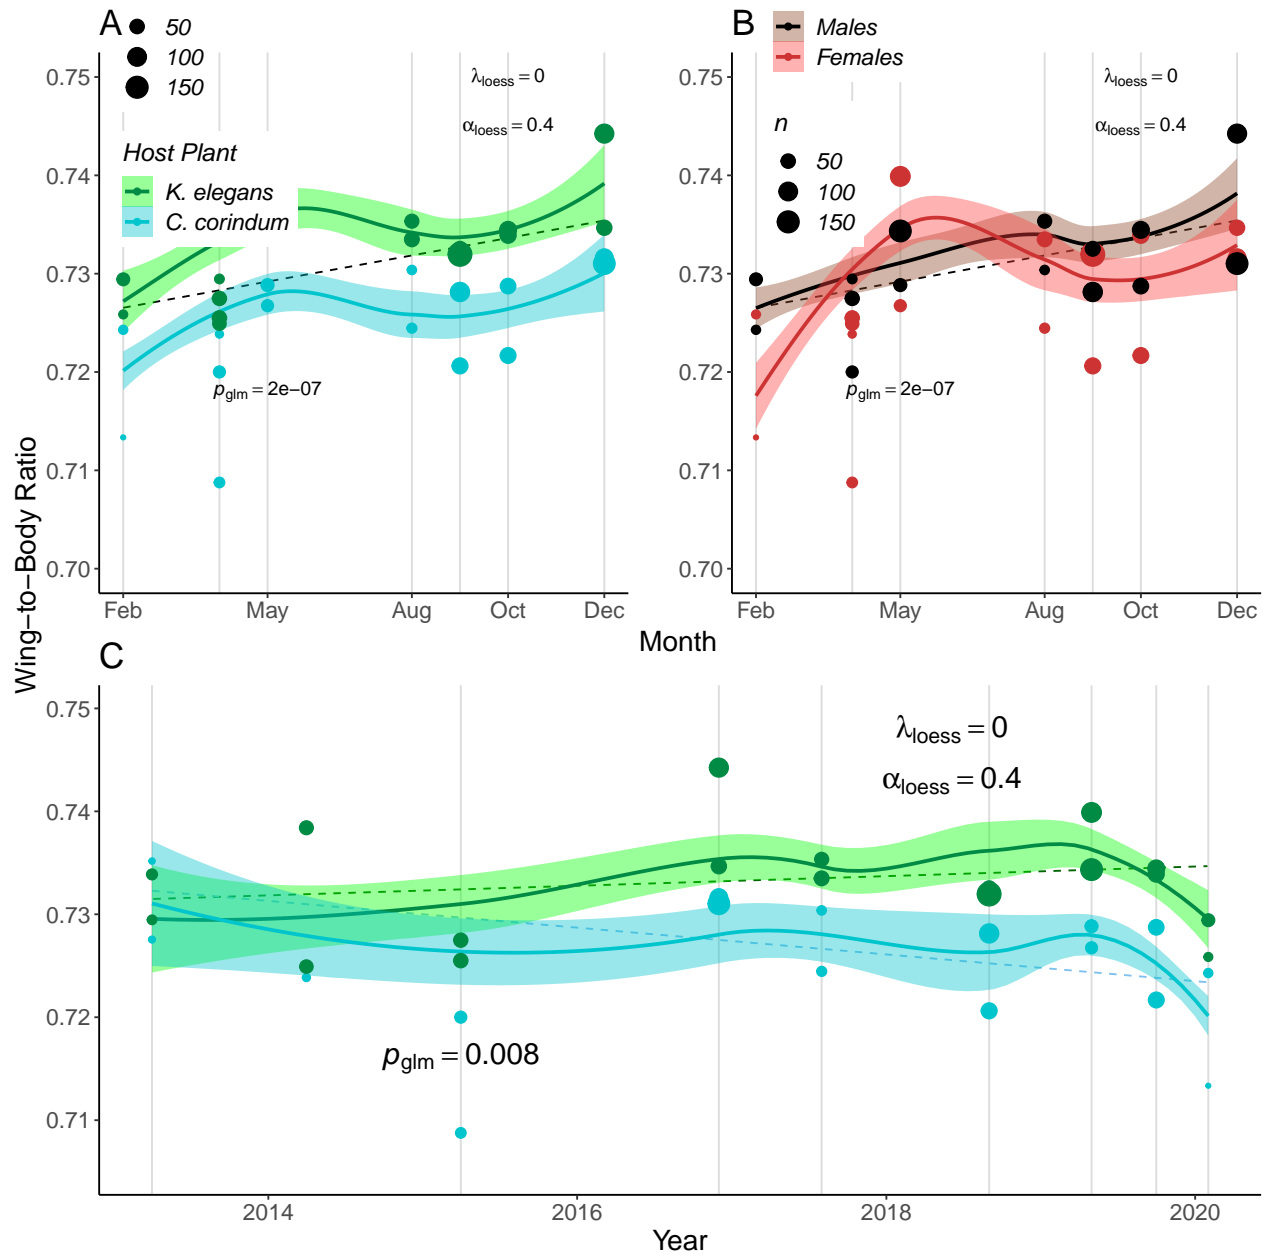 A
50
100
150
Host Plant
K. elegans
C. corindum
λloess = 0
αloess = 0.4
pglm = 2e−07
0.75
0.74
0.73
0.72
0.71
0.70
Feb
May
Aug
Oct
Dec
B
Males
Females
n
50
100
150
λloess = 0
αloess = 0.4
pglm = 2e−07
0.75
0.74
0.73
0.72
0.71
0.70
Feb
May
Aug
Oct
Dec
Month
Wing−to−Body Ratio
C
λloess = 0
αloess = 0.4
pglm = 0.008
0.75
0.74
0.73
0.72
0.71
2014
2016
2018
2020
Year